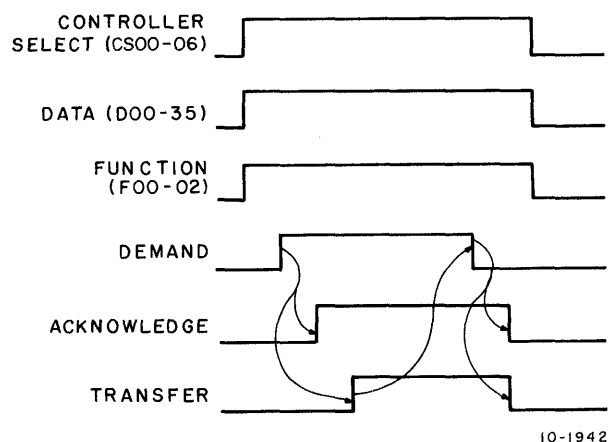 CONTROLLER
SELECT (CS00-06)
DATA (D00-35)
FUNCTION
(F00-02)
DEMAND
ACKNOWLEDGE
TRANSFER
10-1942